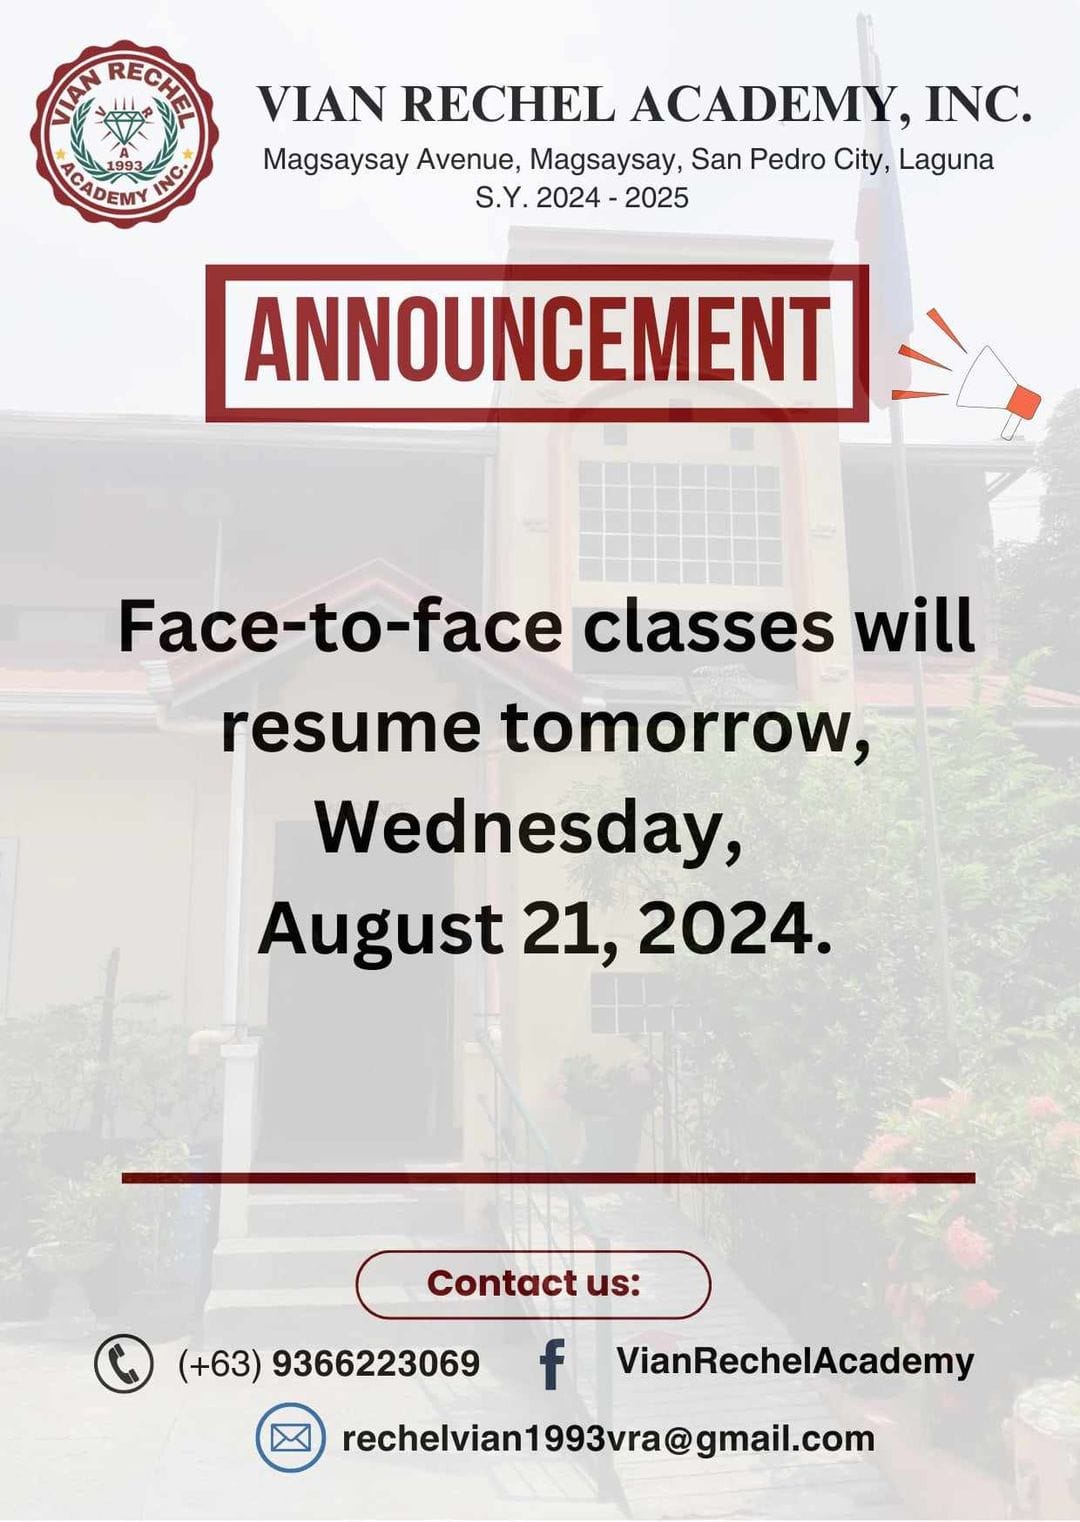 VIAN RECHEL
V R
A
1993
ACADEMY INC.
VIAN RECHEL ACADEMY, INC.
Magsaysay Avenue, Magsaysay, San Pedro City, Laguna
S.Y. 2024 - 2025
ANNOUNCEMENT
Face-to-face classes will
resume tomorrow,
Wednesday,
August 21, 2024.
Contact us:
(+63) 9366223069
VianRechelAcademy
rechelvian1993vra@gmail.com